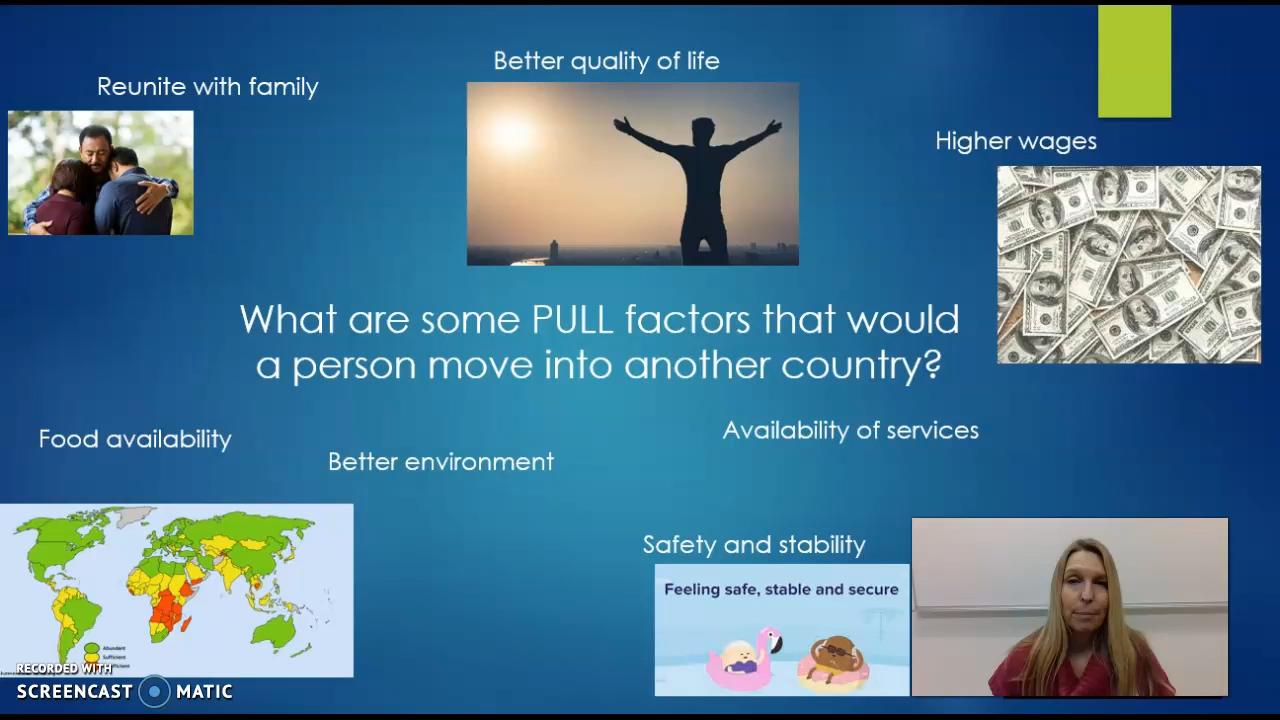 Better quality of life
Reunite with family
Higher wages
What are some PULL factors that would
a person move into another country?
Availability of services
Food availability
Better environment
Safety and stability
Feeling safe, stable and secure
Abundant
Sufficient
RECORDED WITH
SCREENCAST MATIC